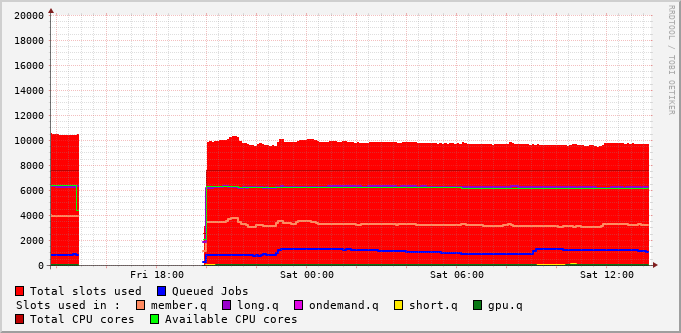 RRDTOOL / TOBI OETIKER
20000
18000
16000
14000
12000
10000
8000
6000
4000
2000
0
Fri 18:00 Sat 00:00 Sat 06:00 Sat 12:00
Total slots used Queued Jobs
Slots used in : member.q long.q ondemand.q short.q gpu.q
Total CPU cores Available CPU cores